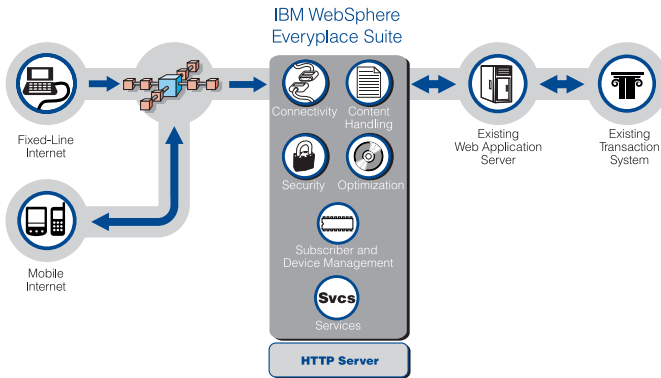 IBM WebSphere
Everyplace Suite
Fixed-Line
Internet
Mobile
Internet
Connectivity
Content
Handling
Security
Optimization
Subscriber and
Device Management
Svcs
Services
HTTP Server
Existing
Web Application
Server
Existing
Transaction
System